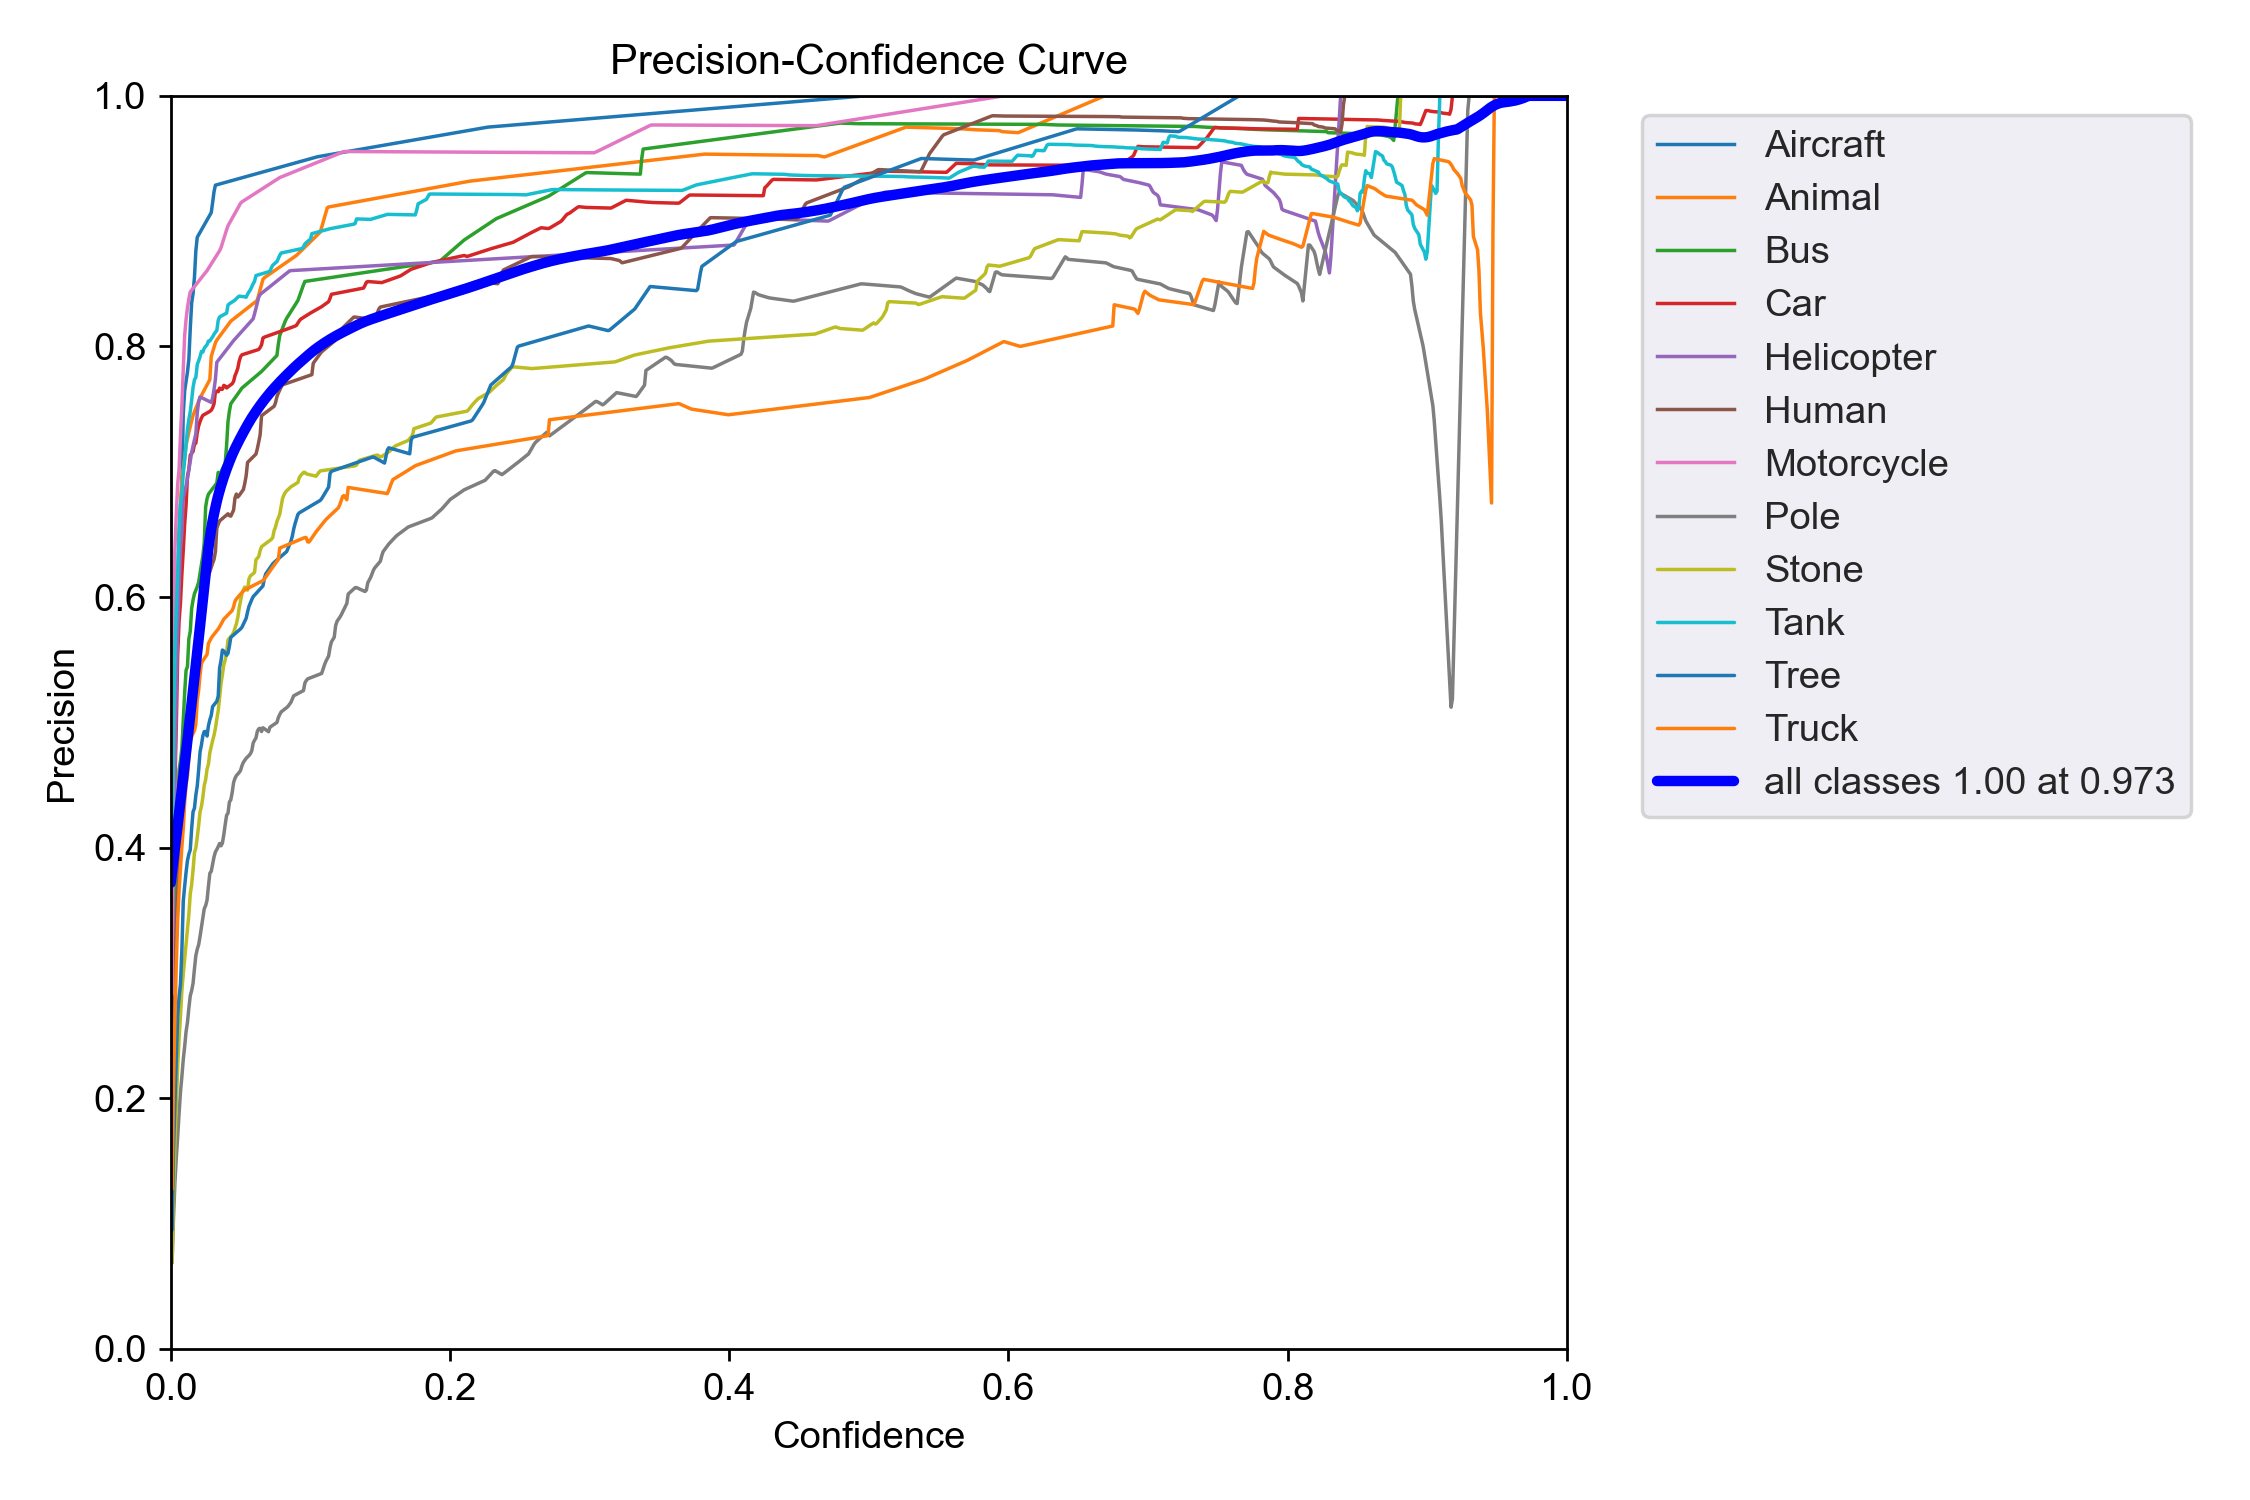 Precision-Confidence Curve
1.0
0.8
0.6
0.4
0.2
0.0
Precision
0.0 0.2 0.4 0.6 0.8 1.0
Confidence
Aircraft
Animal
Bus
Car
Helicopter
Human
Motorcycle
Pole
Stone
Tank
Tree
Truck
all classes 1.00 at 0.973